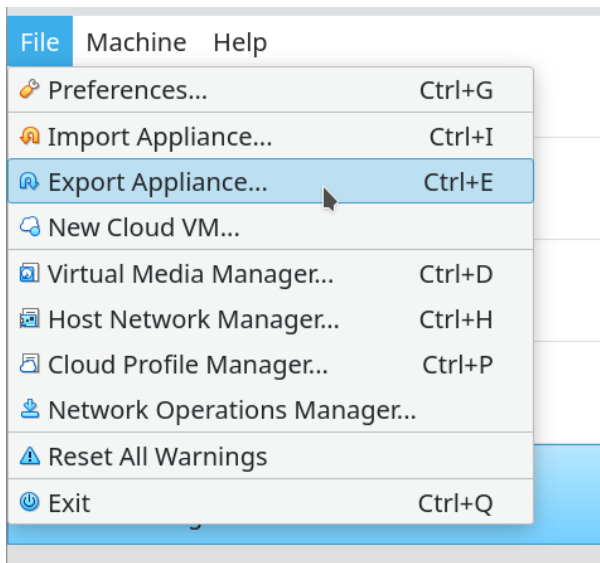 File Machine Help
Preferences... Ctrl+G
Import Appliance... Ctrl+I
Export Appliance... Ctrl+E
New Cloud VM...
Virtual Media Manager... Ctrl+D
Host Network Manager... Ctrl+H
Cloud Profile Manager... Ctrl+P
Network Operations Manager...
Reset All Warnings
Exit Ctrl+Q